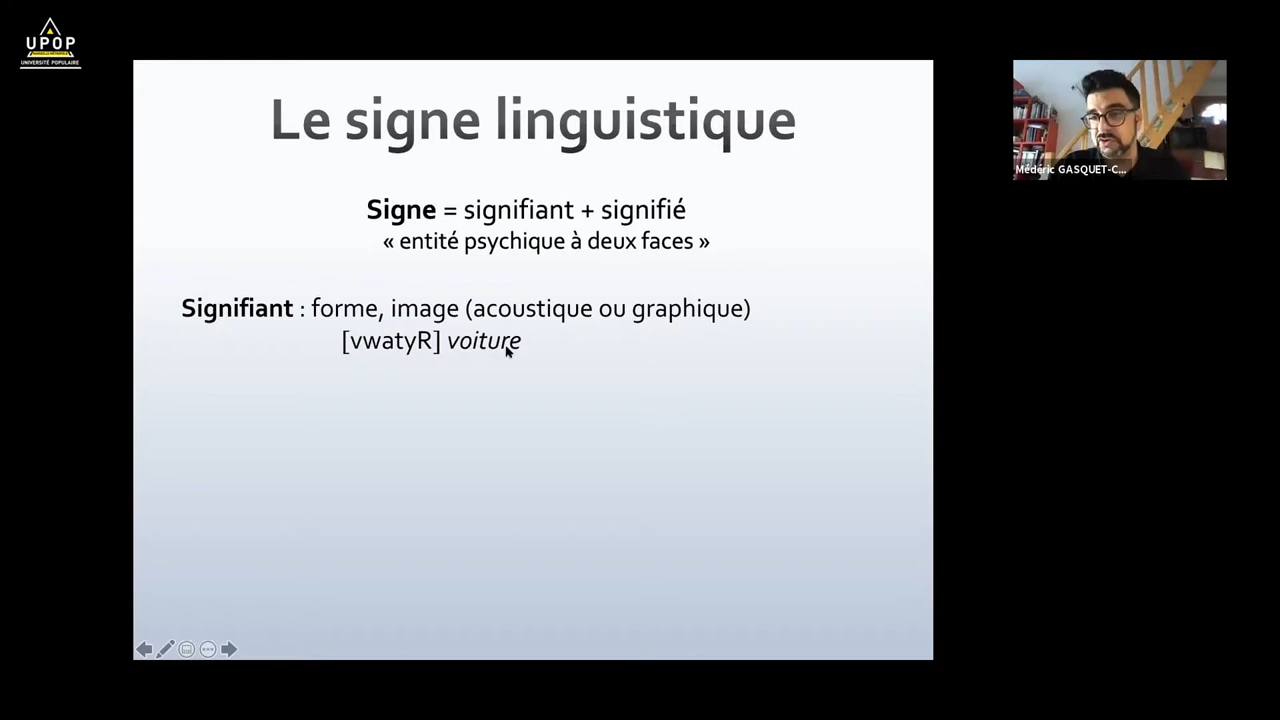 UPOP
UNIVERSITÉ POPULAIRE
Le signe linguistique
Signe = signifiant + signifié
« entité psychique à deux faces »
Signifiant : forme, image (acoustique ou graphique)
[vwatyR] voiture
Médéric GASQUET-C...